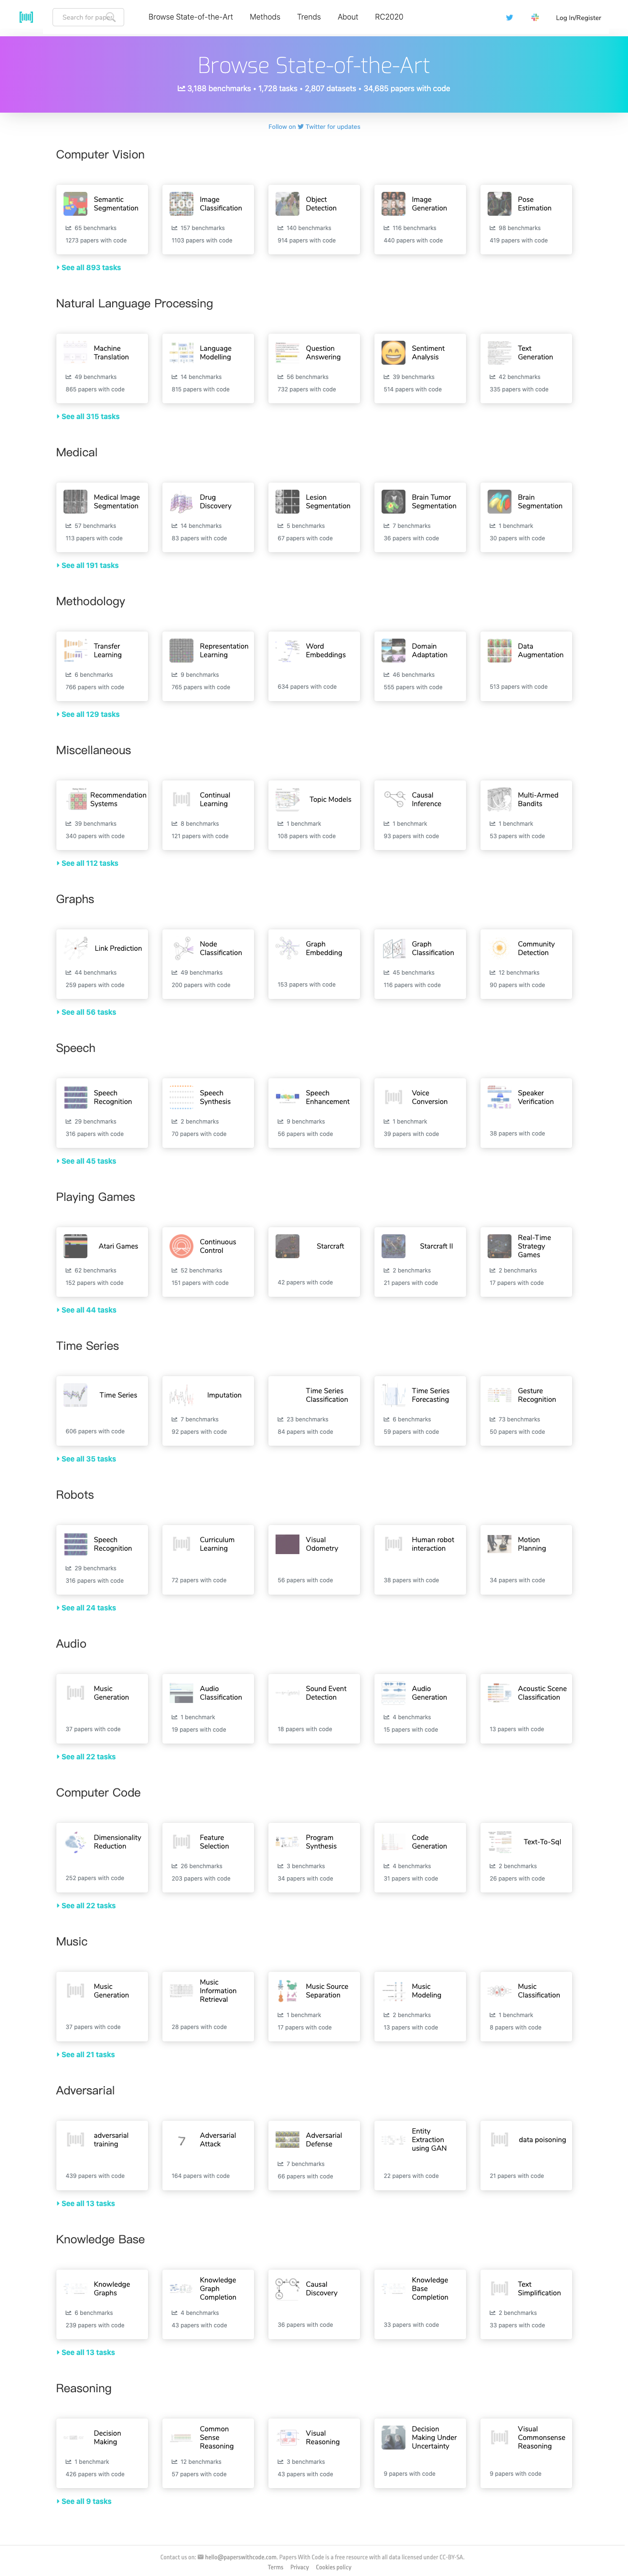 Search for papers
Browse State-of-the-Art Methods Trends About RC2020 Log In/Register
Browse State-of-the-Art
3,188 benchmarks • 1,728 tasks • 2,807 datasets • 34,685 papers with code
Follow on Twitter for updates
Computer Vision
Semantic
Segmentation
65 benchmarks
1273 papers with code
Image
Classification
157 benchmarks
1103 papers with code
Object
Detection
140 benchmarks
914 papers with code
Image
Generation
116 benchmarks
440 papers with code
Pose
Estimation
98 benchmarks
419 papers with code
See all 893 tasks
Natural Language Processing
Machine
Translation
49 benchmarks
865 papers with code
Language
Modelling
14 benchmarks
815 papers with code
Question
Answering
56 benchmarks
732 papers with code
Sentiment
Analysis
39 benchmarks
514 papers with code
Text
Generation
42 benchmarks
335 papers with code
See all 315 tasks
Medical
Medical Image
Segmentation
57 benchmarks
113 papers with code
Drug
Discovery
14 benchmarks
83 papers with code
Lesion
Segmentation
5 benchmarks
67 papers with code
Brain Tumor
Segmentation
7 benchmarks
36 papers with code
Brain
Segmentation
1 benchmark
30 papers with code
See all 191 tasks
Methodology
Transfer
Learning
6 benchmarks
766 papers with code
Representation
Learning
9 benchmarks
765 papers with code
Word
Embeddings
634 papers with code
Domain
Adaptation
46 benchmarks
555 papers with code
Data
Augmentation
513 papers with code
See all 129 tasks
Miscellaneous
Recommendation
Systems
39 benchmarks
340 papers with code
Continual
Learning
8 benchmarks
121 papers with code
Topic Models
1 benchmark
108 papers with code
Causal
Inference
1 benchmark
93 papers with code
Multi-Armed
Bandits
1 benchmark
53 papers with code
See all 112 tasks
Graphs
Link Prediction
44 benchmarks
259 papers with code
Node
Classification
49 benchmarks
200 papers with code
Graph
Embedding
153 papers with code
Graph
Classification
45 benchmarks
116 papers with code
Community
Detection
12 benchmarks
90 papers with code
See all 56 tasks
Speech
Speech
Recognition
29 benchmarks
316 papers with code
Speech
Synthesis
2 benchmarks
70 papers with code
Speech
Enhancement
9 benchmarks
56 papers with code
Voice
Conversion
1 benchmark
39 papers with code
Speaker
Verification
38 papers with code
See all 45 tasks
Playing Games
Atari Games
62 benchmarks
152 papers with code
Continuous
Control
52 benchmarks
151 papers with code
Starcraft
42 papers with code
Starcraft II
2 benchmarks
21 papers with code
Real-Time
Strategy
Games
2 benchmarks
17 papers with code
See all 44 tasks
Time Series
Time Series
606 papers with code
Imputation
7 benchmarks
92 papers with code
Time Series
Classification
23 benchmarks
84 papers with code
Time Series
Forecasting
6 benchmarks
59 papers with code
Gesture
Recognition
73 benchmarks
50 papers with code
See all 35 tasks
Robots
Speech
Recognition
29 benchmarks
316 papers with code
Curriculum
Learning
72 papers with code
Visual
Odometry
56 papers with code
Human robot
interaction
38 papers with code
Motion
Planning
34 papers with code
See all 24 tasks
Audio
Music
Generation
37 papers with code
Audio
Classification
1 benchmark
19 papers with code
Sound Event
Detection
18 papers with code
Audio
Generation
4 benchmarks
15 papers with code
Acoustic Scene
Classification
13 papers with code
See all 22 tasks
Computer Code
Dimensionality
Reduction
252 papers with code
Feature
Selection
26 benchmarks
203 papers with code
Program
Synthesis
3 benchmarks
34 papers with code
Code
Generation
4 benchmarks
31 papers with code
Text-To-Sql
2 benchmarks
26 papers with code
See all 22 tasks
Music
Music
Generation
37 papers with code
Music
Information
Retrieval
28 papers with code
Music Source
Separation
1 benchmark
17 papers with code
Music
Modeling
2 benchmarks
13 papers with code
Music
Classification
1 benchmark
8 papers with code
See all 21 tasks
Adversarial
adversarial
training
439 papers with code
Adversarial
Attack
164 papers with code
Adversarial
Defense
7 benchmarks
66 papers with code
Entity
Extraction
using GAN
22 papers with code
data poisoning
21 papers with code
See all 13 tasks
Knowledge Base
Knowledge
Graphs
6 benchmarks
239 papers with code
Knowledge
Graph
Completion
4 benchmarks
43 papers with code
Causal
Discovery
36 papers with code
Knowledge
Base
Completion
33 papers with code
Text
Simplification
2 benchmarks
33 papers with code
See all 13 tasks
Reasoning
Decision
Making
1 benchmark
426 papers with code
Common
Sense
Reasoning
12 benchmarks
57 papers with code
Visual
Reasoning
3 benchmarks
43 papers with code
Decision
Making Under
Uncertainty
9 papers with code
Visual
Commonsense
Reasoning
9 papers with code
See all 9 tasks
Contact us on: hello@paperswithcode.com. Papers With Code is a free resource with all data licensed under CC-BY-SA.
Terms Privacy Cookies policy